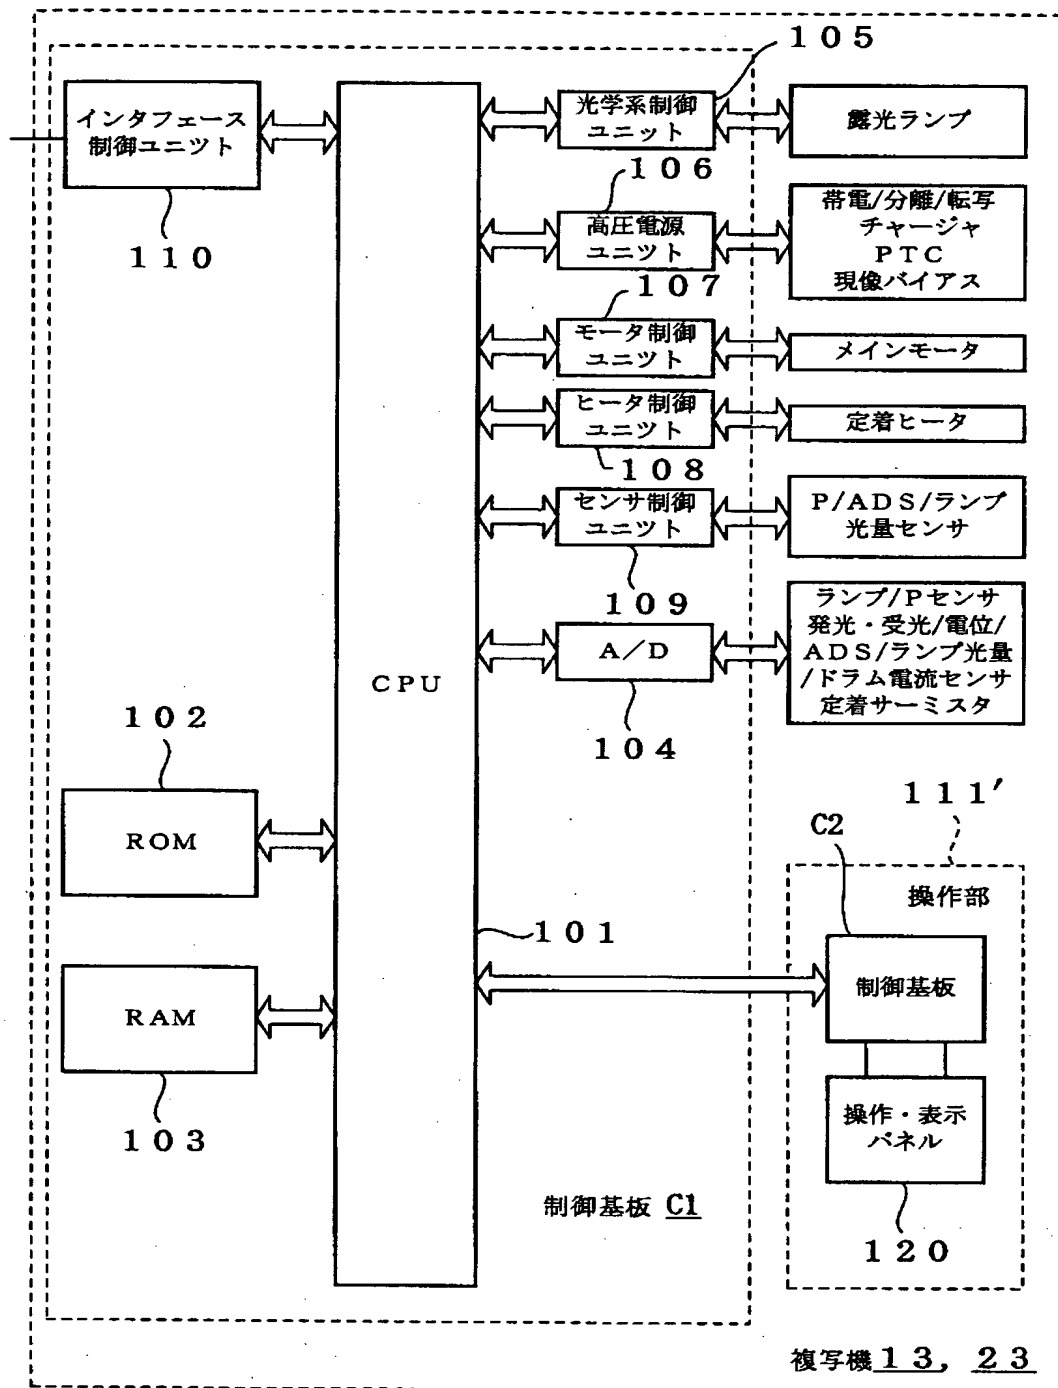 105
インタフェース
制御ユニツト
110
光学系制御
ユニット
露光ランプ
106
高圧電源
ユニット
帯電/分離/転写
チャージャ
PTC
現像バイアス
107
モータ制御
ユニット
メインモータ
ヒータ制御
ユニット
定着ヒータ
108
センサ制御
ユニット
P/ADS/ランプ
光量センサ
109
A/D
ランプ/Pセンサ
発光・受光/電位/
ADS/ランプ光量
/ドラム電流センサ
定着サーミスタ
104
CPU
102
ROM
101
RAM
103
111'
C2
操作部
制御基板
操作・表示
パネル
120
制御基板 C1
複写機13, 23